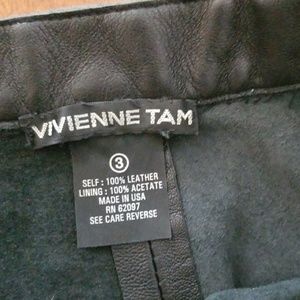 VIVIENNE TAM
3
SELF : 100% LEATHER
LINING : 100% ACETATE
MADE IN USA
RN 62097
SEE CARE REVERSE